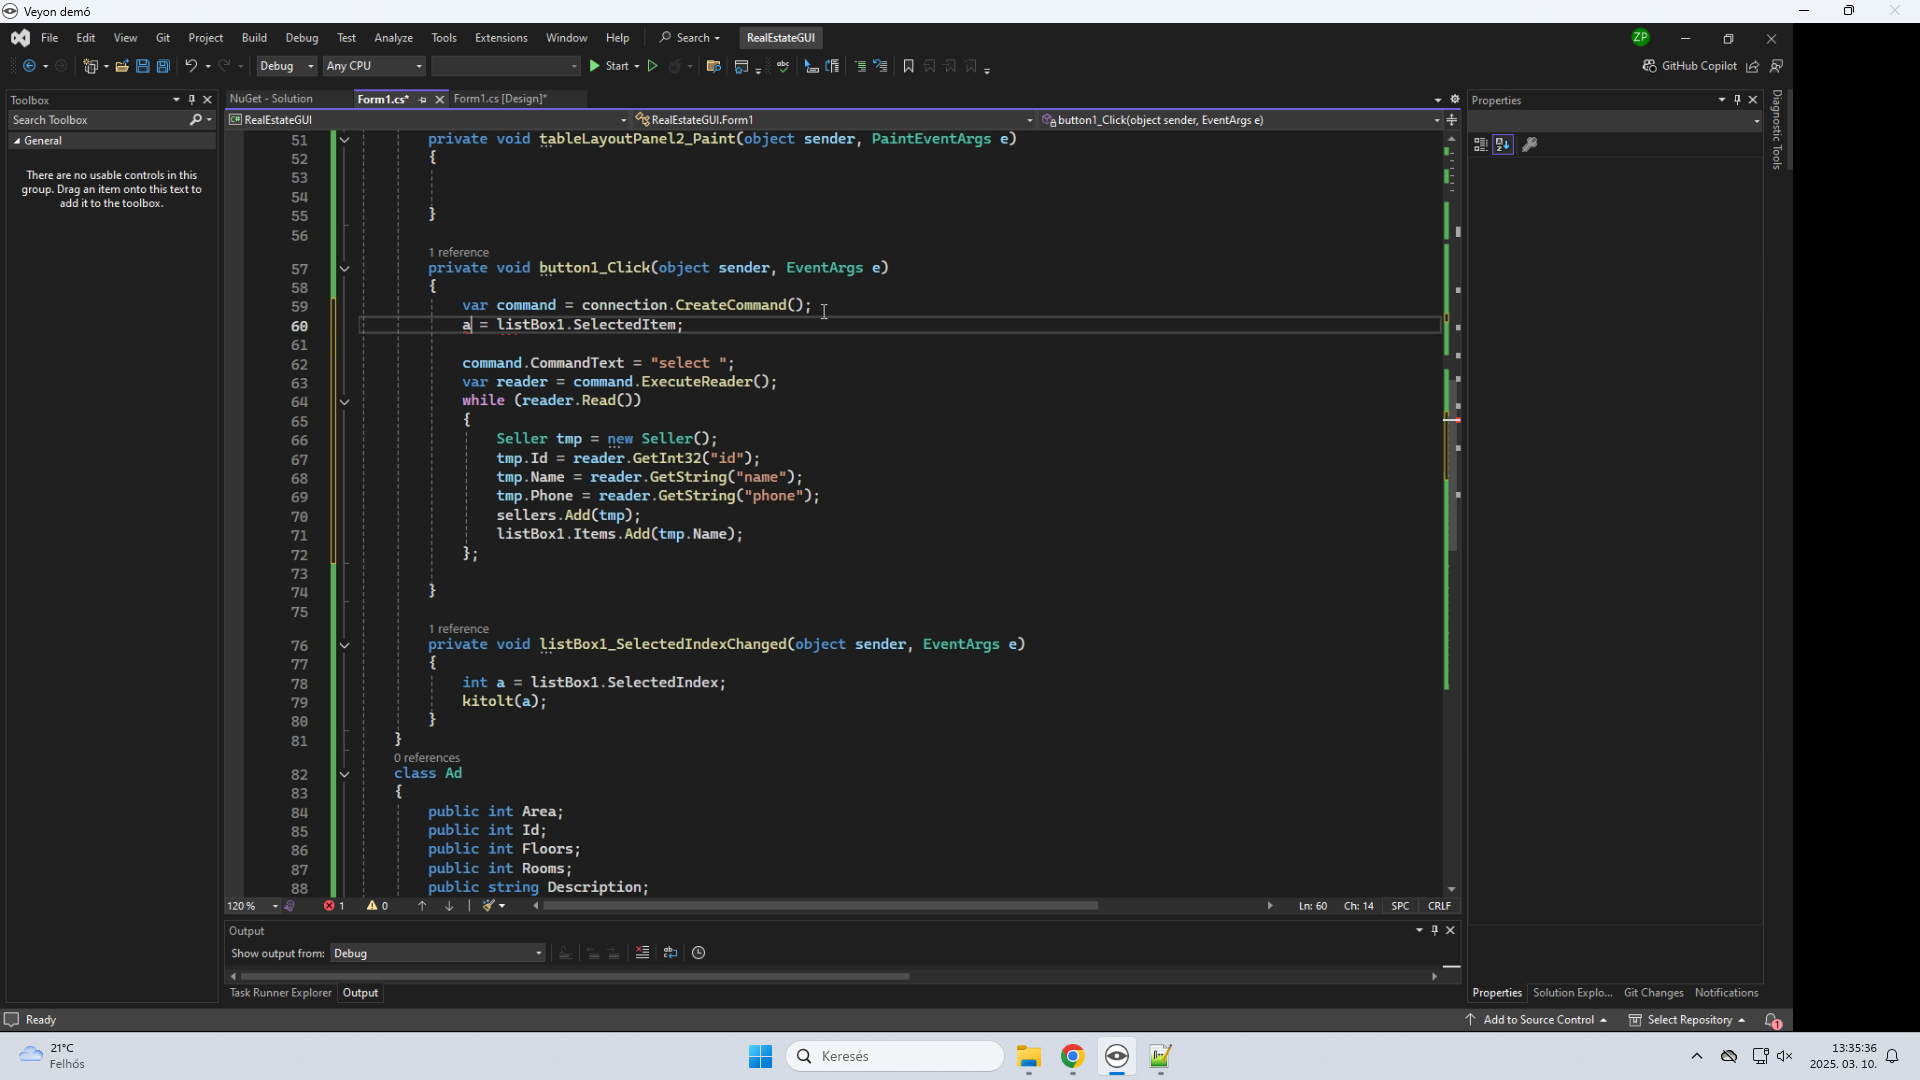 Veyon demó
File Edit View Git Project Build Debug Test Analyze Tools Extensions Window Help Search RealEstateGUI ZP
Debug Any CPU Start GitHub Copilot
Toolbox
Search Toolbox
General
There are no usable controls in this
group. Drag an item onto this text to
add it to the toolbox.
NuGet - Solution Form1.cs* Form1.cs [Design]*
RealEstateGUI RealEstateGUI.Form1 button1_Click(object sender, EventArgs e)
51 private void tableLayoutPanel2_Paint(object sender, PaintEventArgs e)
52 {
53
54
55 }
56
1 reference
57 private void button1_Click(object sender, EventArgs e)
58 {
59 var command = connection.CreateCommand();
60 a = listBox1.SelectedItem;
61
62 command.CommandText = "select ";
63 var reader = command.ExecuteReader();
64 while (reader.Read())
65 {
66 Seller tmp = new Seller();
67 tmp.Id = reader.GetInt32("id");
68 tmp.Name = reader.GetString("name");
69 tmp.Phone = reader.GetString("phone");
70 sellers.Add(tmp);
71 listBox1.Items.Add(tmp.Name);
72 };
73
74 }
75
1 reference
76 private void listBox1_SelectedIndexChanged(object sender, EventArgs e)
77 {
78 int a = listBox1.SelectedIndex;
79 kitolt(a);
80 }
81 }
0 references
82 class Ad
83 {
84 public int Area;
85 public int Id;
86 public int Floors;
87 public int Rooms;
88 public string Description;
120 % 1 0 Ln: 60 Ch: 14 SPC CRLF
Output
Show output from: Debug
Task Runner Explorer Output
Properties
Diagnostic Tools
Properties Solution Explo... Git Changes Notifications
Ready Add to Source Control Select Repository 1
21°C
Felhős
Keresés
13:35:36
2025. 03. 10.